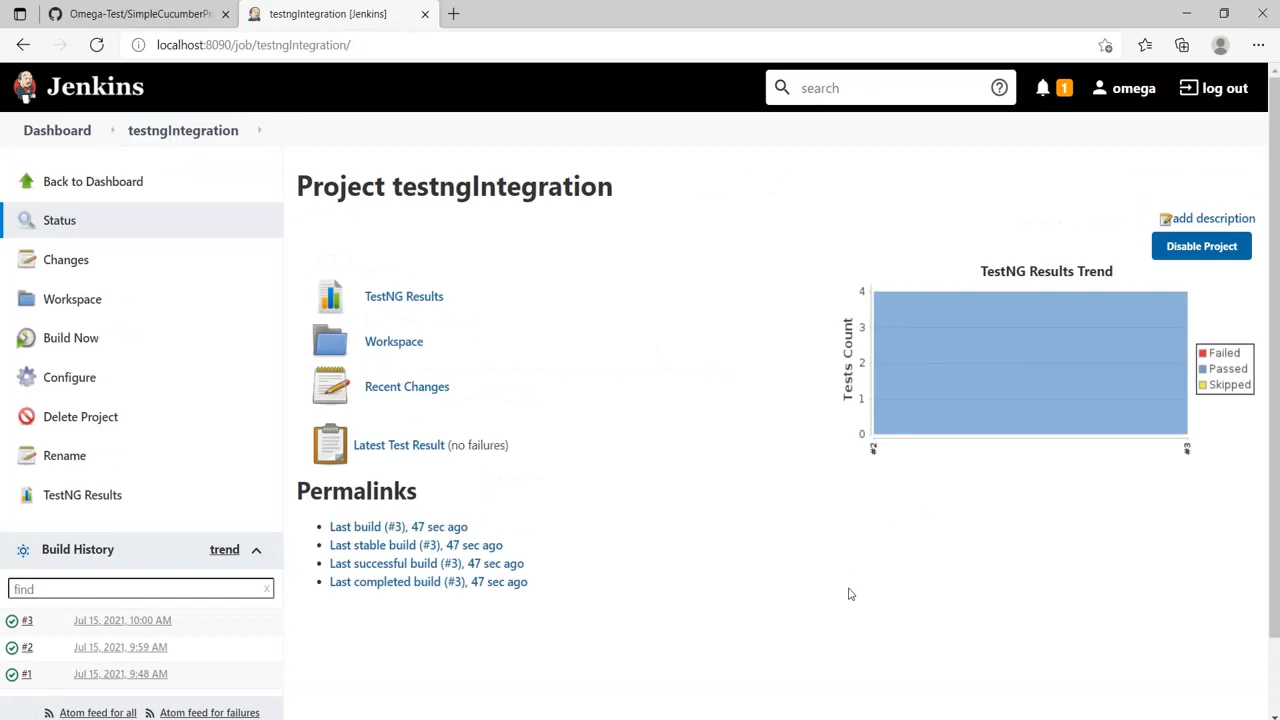 Omega-Test/SimpleCucumberPr
testngIntegration [Jenkins]
localhost:8090/job/testngIntegration/
Jenkins
search
1
omega
log out
Dashboard
testngIntegration
Back to Dashboard
Status
Changes
Workspace
Build Now
Configure
Delete Project
Rename
TestNG Results
Build History
trend
find
x
#3 Jul 15, 2021, 10:00 AM
#2 Jul 15, 2021, 9:59 AM
#1 Jul 15, 2021, 9:48 AM
Atom feed for all
Atom feed for failures
Project testngIntegration
add description
Disable Project
TestNG Results
Workspace
Recent Changes
Latest Test Result (no failures)
Permalinks
Last build (#3), 47 sec ago
Last stable build (#3), 47 sec ago
Last successful build (#3), 47 sec ago
Last completed build (#3), 47 sec ago
TestNG Results Trend
Tests Count
4
3
2
1
0
#2
#3
Failed
Passed
Skipped